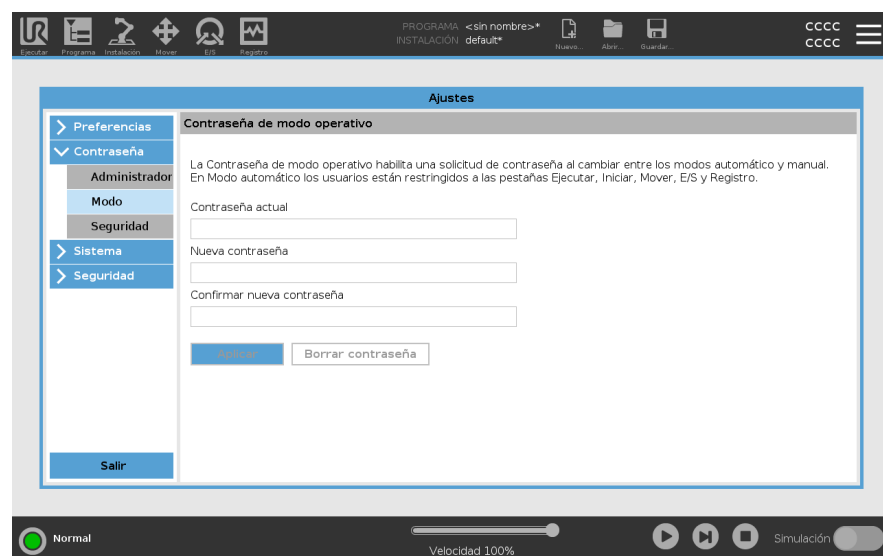 PROGRAMA <sin nombre>*
INSTALACIÓN default*
Ejecutar Programa Instalación Mover E/S Registro
Nuevo... Abrir... Guardar...
CCCC
CCCC
Ajustes
Preferencias
Contraseña
Administrador
Modo
Seguridad
Sistema
Seguridad
Salir
Contraseña de modo operativo
La Contraseña de modo operativo habilita una solicitud de contraseña al cambiar entre los modos automático y manual.
En Modo automático los usuarios están restringidos a las pestañas Ejecutar, Iniciar, Mover, E/S y Registro.
Contraseña actual
Nueva contraseña
Confirmar nueva contraseña
Aplicar Borrar contraseña
Normal
Velocidad 100%
Simulación